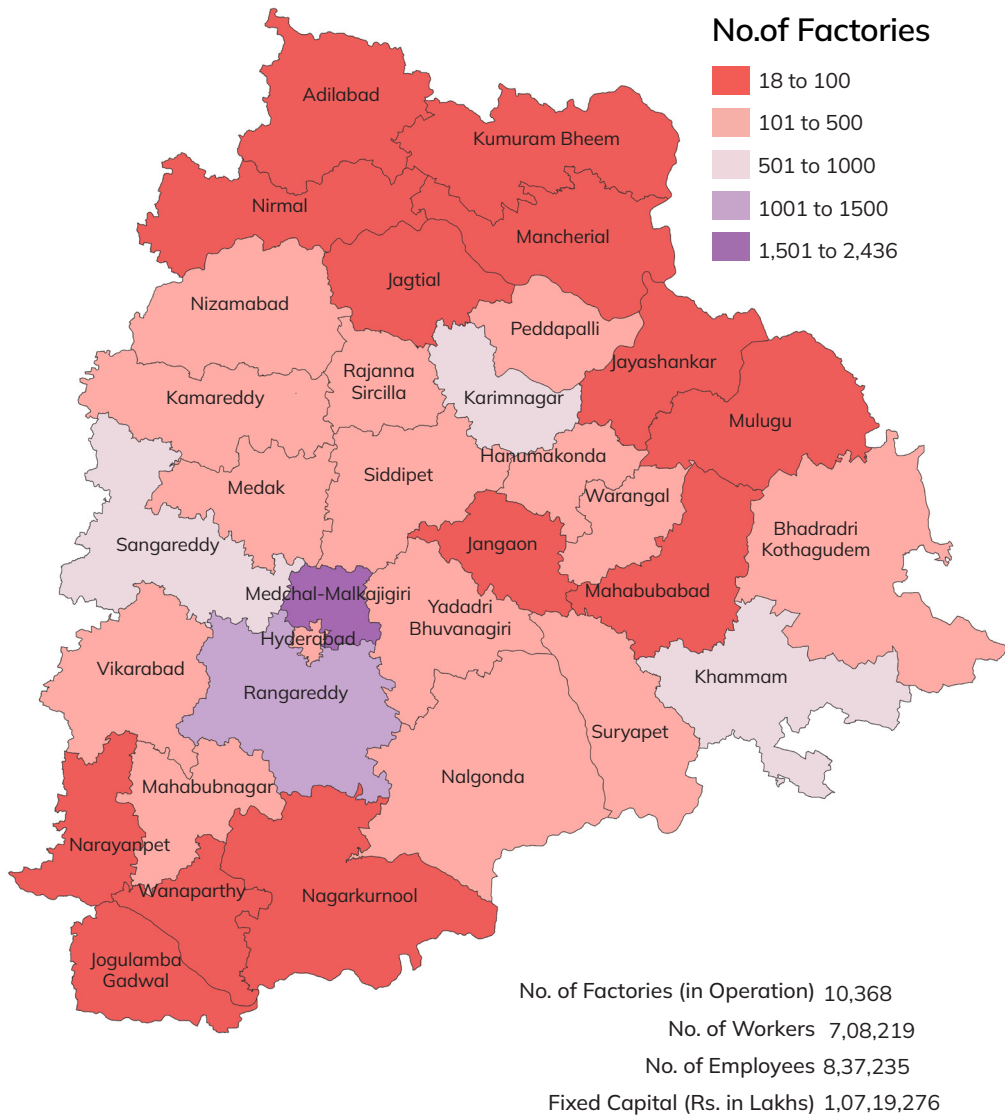 No.of Factories
18 to 100
101 to 500
501 to 1000
1001 to 1500
1,501 to 2,436
Adilabad
Kumuram Bheem
Nirmal
Mancherial
Jagtial
Nizamabad
Peddapalli
Jayashankar
Rajanna
Sircilla
Kamareddy
Karimnagar
Mulugu
Hanumakonda
Siddipet
Medak
Warangal
Bhadradri
Kothagudem
Sangareddy
Jangaon
Mahabubabad
Medchal-Malkajigiri
Yadadri
Bhuvanagiri
Hyderabad
Vikarabad
Khammam
Rangareddy
Suryapet
Nalgonda
Mahabubnagar
Narayanpet
Wanaparthy
Nagarkurnool
Jogulamba
Gadwal
No. of Factories (in Operation) 10,368
No. of Workers 7,08,219
No. of Employees 8,37,235
Fixed Capital (Rs. in Lakhs) 1,07,19,276